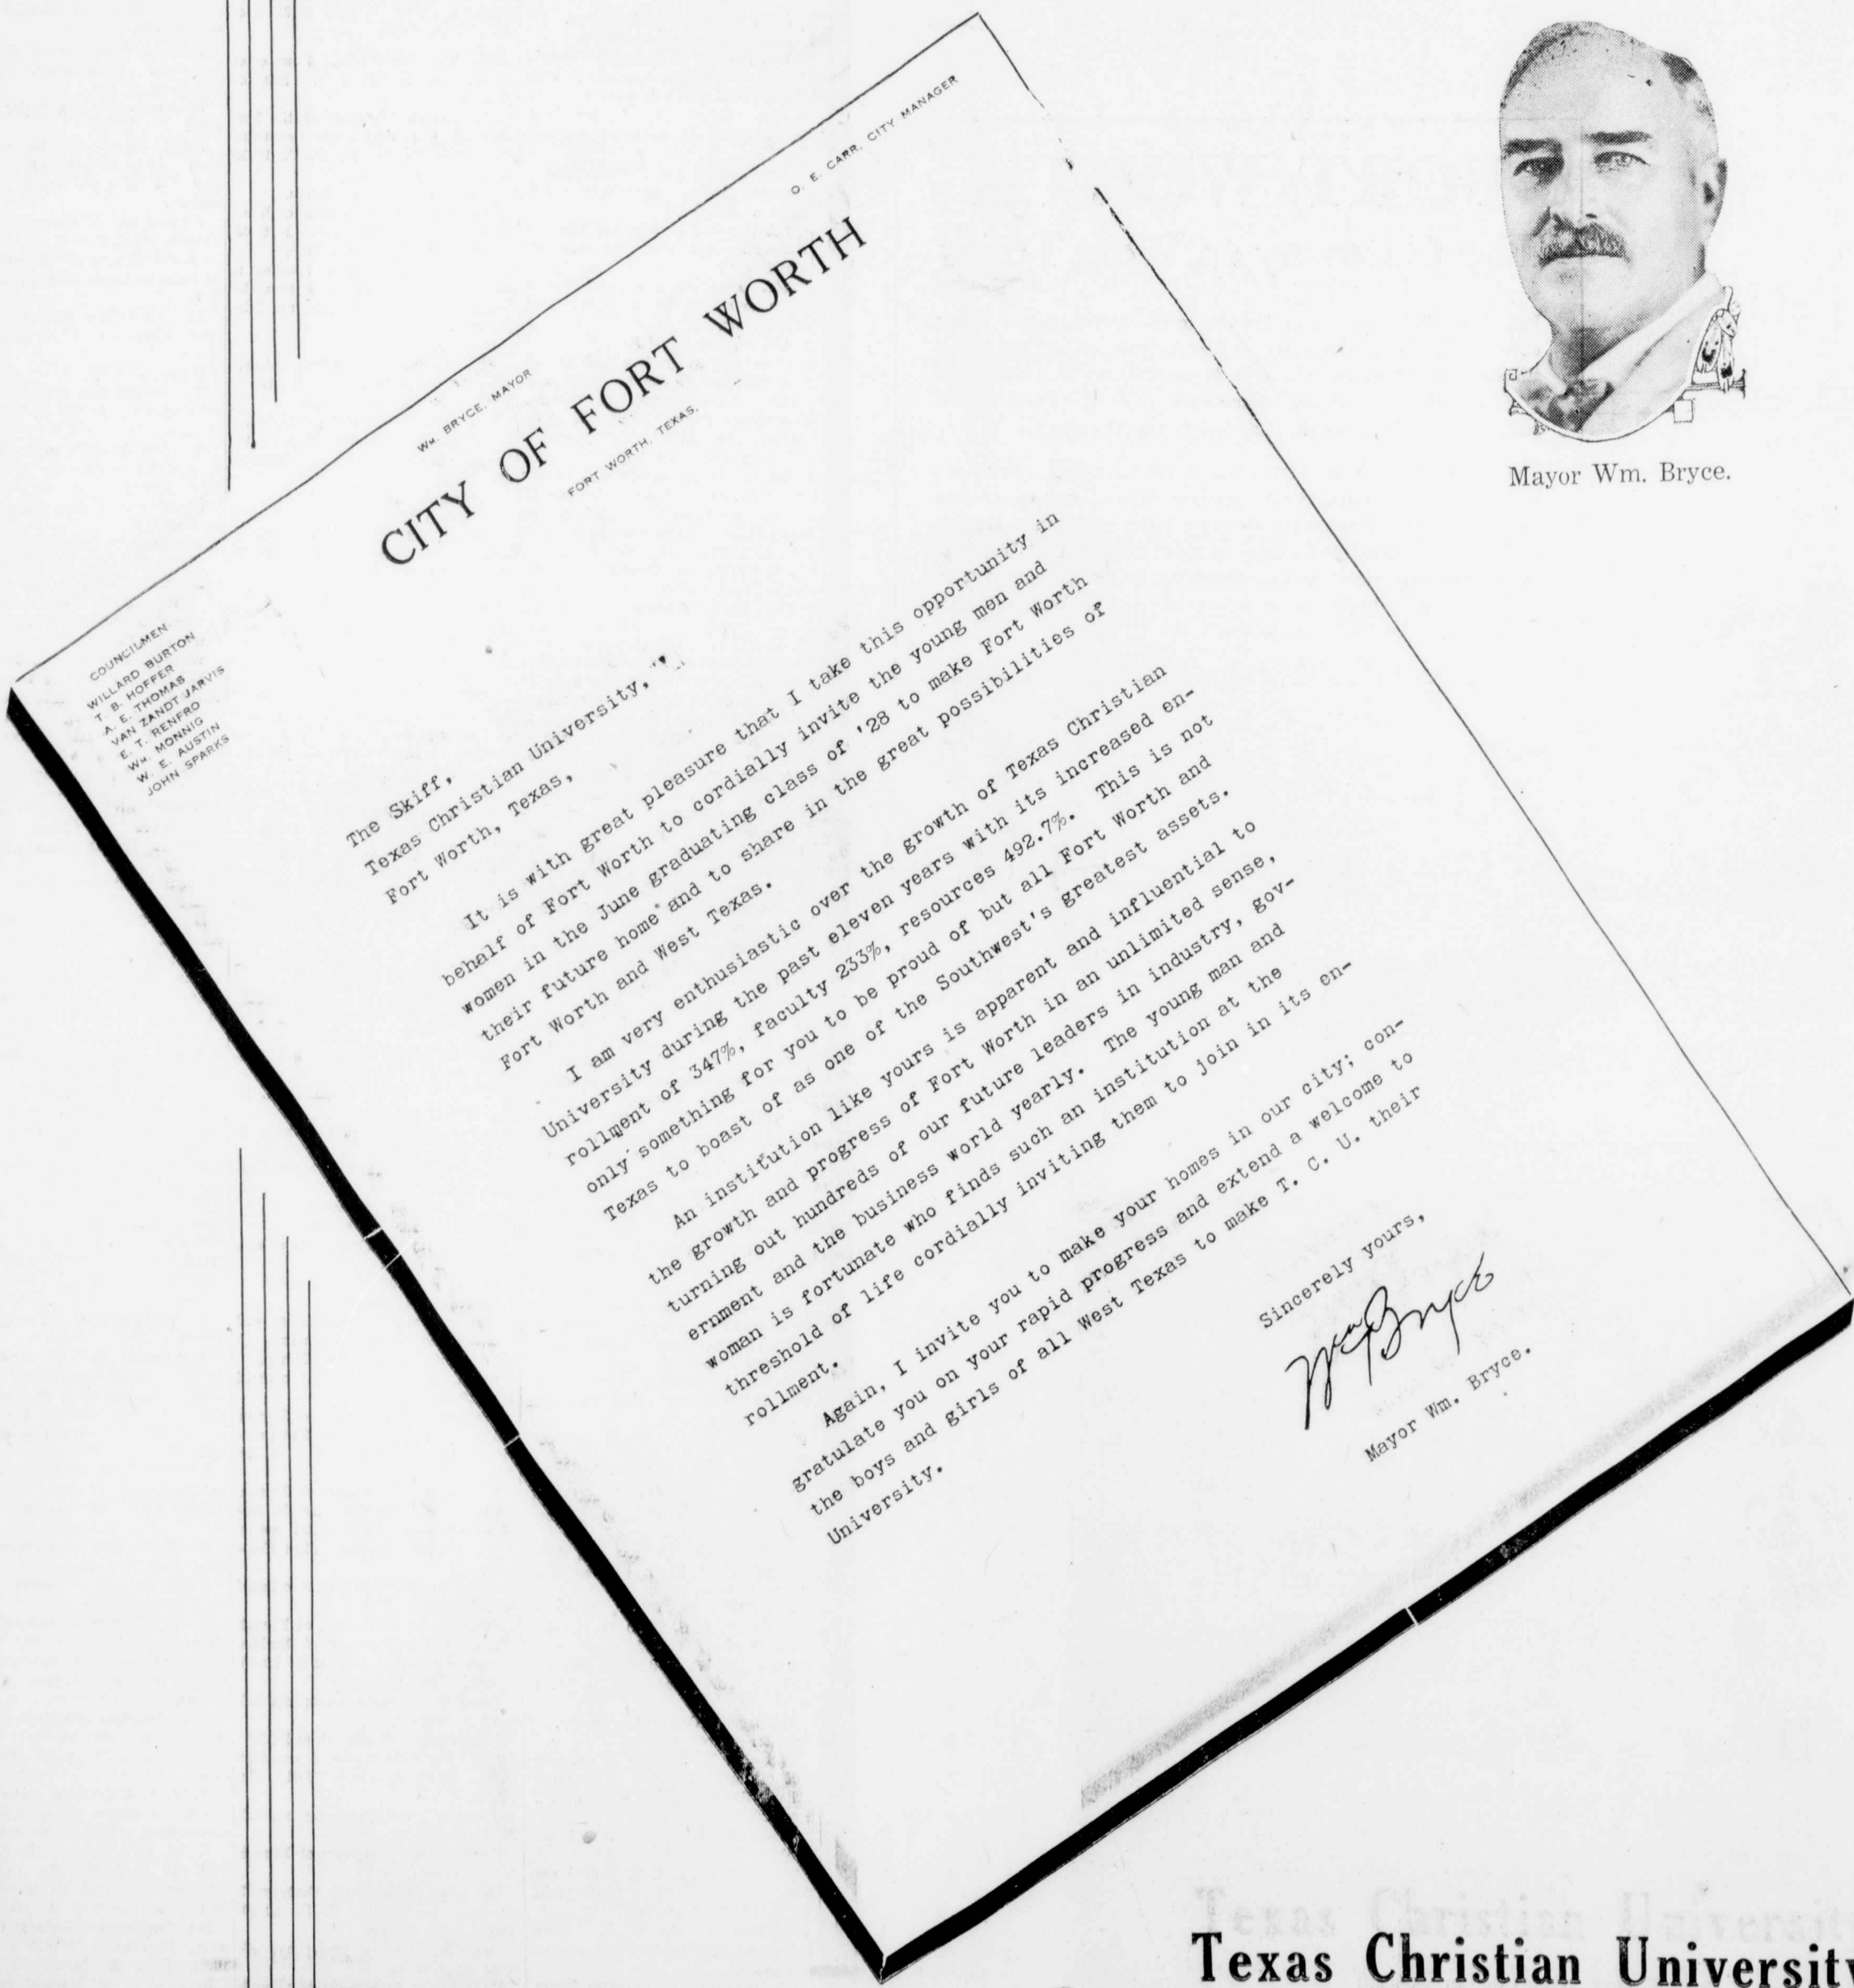 O. E. CARR, CITY MANAGER
WM. BRYCE, MAYOR
CITY OF FORT WORTH
FORT WORTH, TEXAS.
COUNCILMEN
WILLARD BURTON
T. B. HOFFER
A. E. THOMAS
VAN ZANDT JARVIS
E. T. RENFRO
WM. MONNIG
W. E. AUSTIN
JOHN SPARKS
The Skiff,
Texas Christian University,
Fort Worth, Texas,
It is with great pleasure that I take this opportunity in
behalf of Fort Worth to cordially invite the young men and
women in the June graduating class of '28 to make Fort Worth
their future home and to share in the great possibilities of
Fort Worth and West Texas.
I am very enthusiastic over the growth of Texas Christian
University during the past eleven years with its increased en-
rollment of 347%, faculty 233%, resources 492.7%. This is not
only something for you to be proud of but all Fort Worth and
Texas to boast of as one of the Southwest's greatest assets.
An institution like yours is apparent and influential to
the growth and progress of Fort Worth in an unlimited sense,
turning out hundreds of our future leaders in industry, gov-
ernment and the business world yearly. The young man and
woman is fortunate who finds such an institution at the
threshold of life cordially inviting them to join in its en-
rollment.
Again, I invite you to make your homes in our city; con-
gratulate you on your rapid progress and extend a welcome to
the boys and girls of all West Texas to make T. C. U. their
University.
Sincerely yours,
Wm Bryce
Mayor Wm. Bryce.
Mayor Wm. Bryce.
Texas Christian University